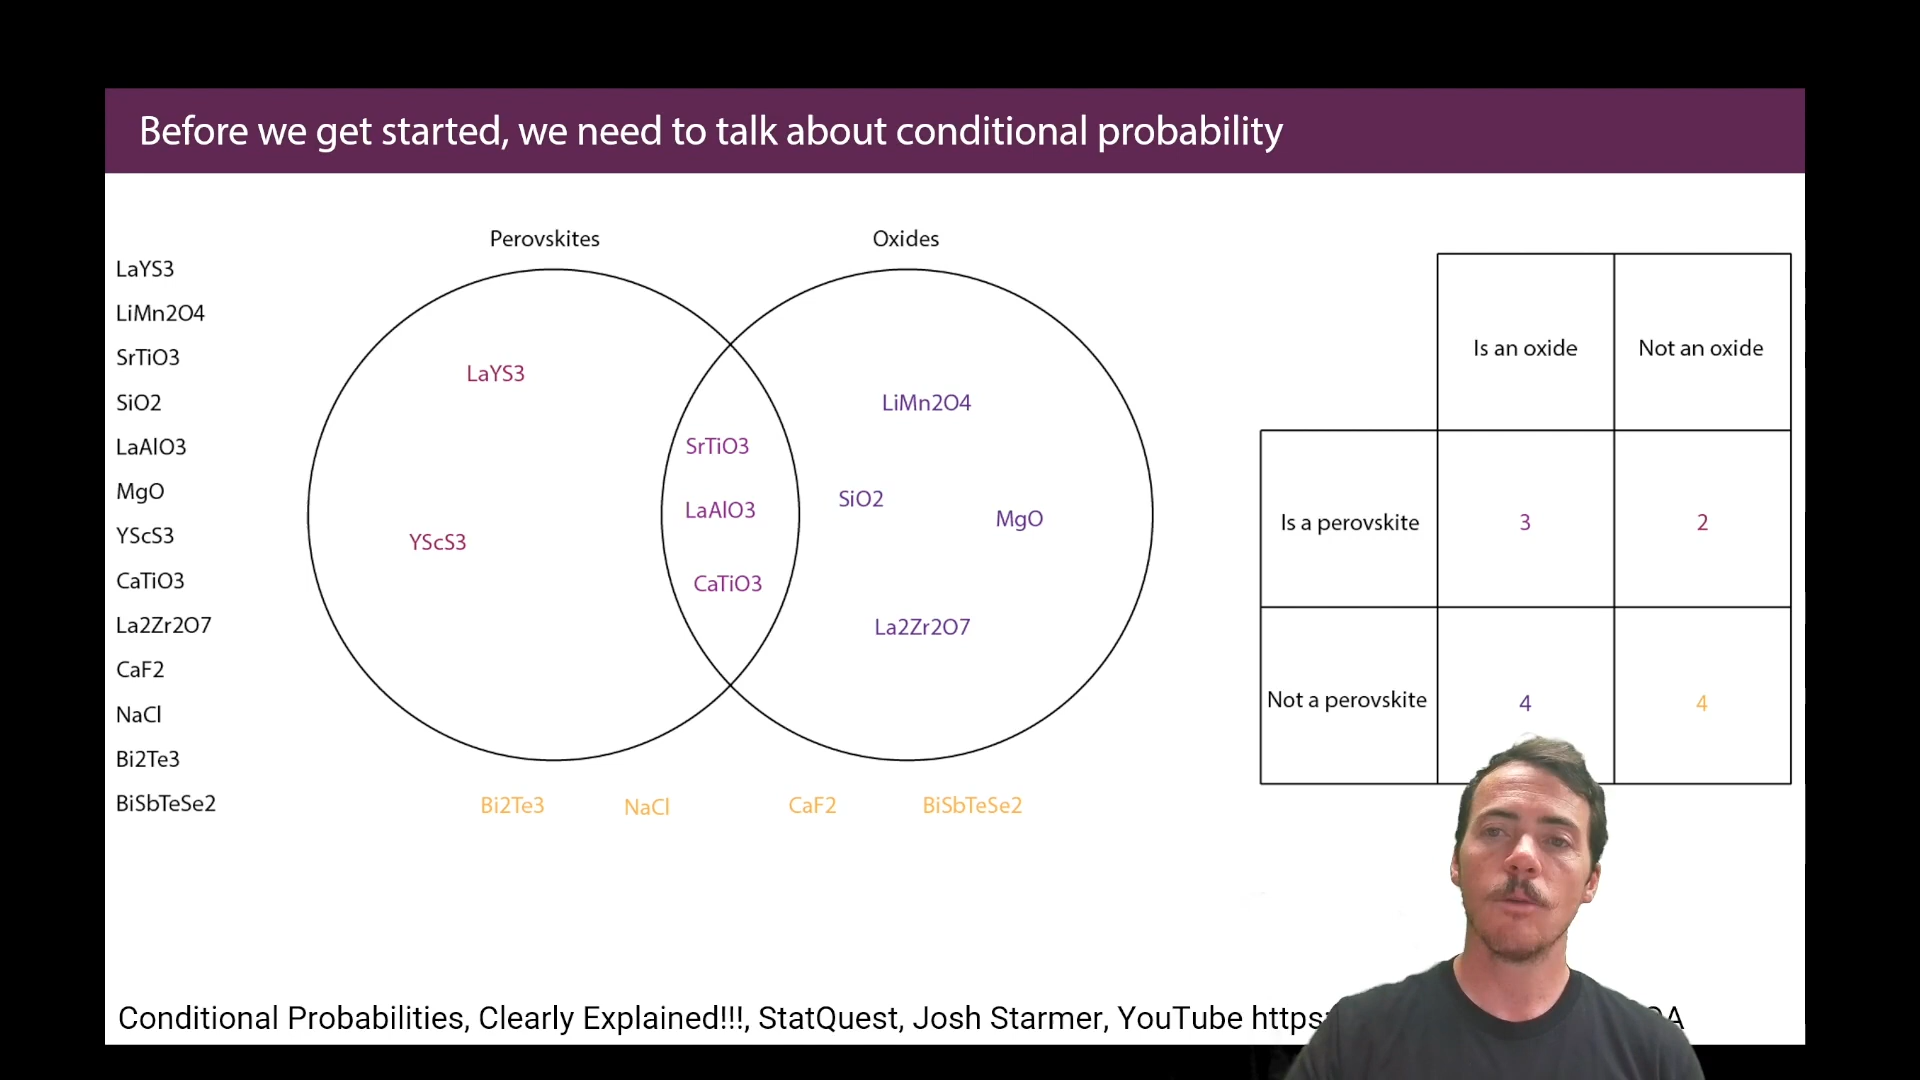 Before we get started, we need to talk about conditional probability
LaYS3
LiMn2O4
SrTiO3
SiO2
LaAlO3
MgO
YScS3
CaTiO3
La2Zr2O7
CaF2
NaCl
Bi2Te3
BiSbTeSe2
Perovskites
Oxides
LaYS3
YScS3
SrTiO3
LaAlO3
CaTiO3
LiMn2O4
SiO2
MgO
La2Zr2O7
Bi2Te3 NaCl CaF2 BiSbTeSe2
Is an oxide Not an oxide
Is a perovskite 3 2
Not a perovskite 4 4
Conditional Probabilities, Clearly Explained!!!, StatQuest, Josh Starmer, YouTube https